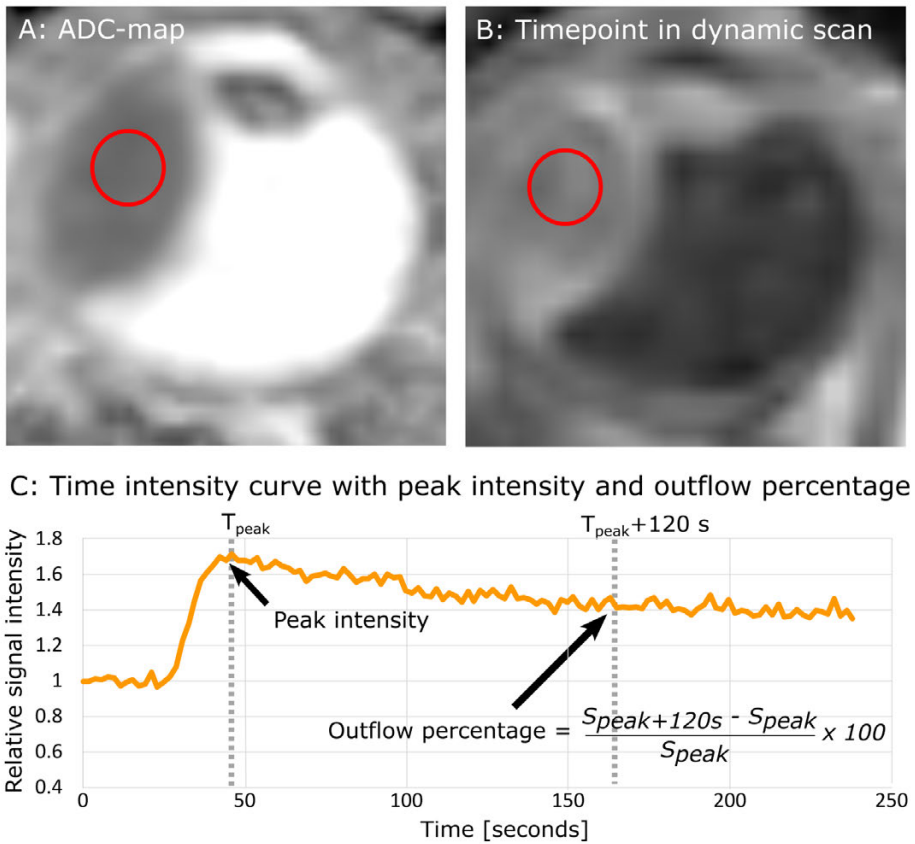 A: ADC-map
B: Timepoint in dynamic scan
C: Time intensity curve with peak intensity and outflow percentage
Tpeak
Tpeak+120 s
Relative signal intensity
1.8
1.6
1.4
1.2
1
1.8
0.8
0.6
0.4
Peak intensity
Outflow percentage = Speak+120s - Speak / Speak x 100
0
50
100
150
200
250
Time [seconds]